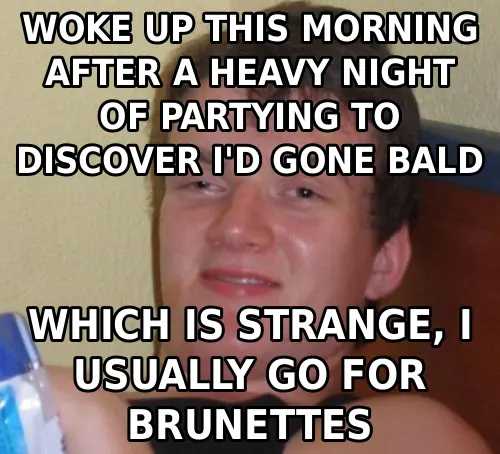 WOKE UP THIS MORNING
AFTER A HEAVY NIGHT
OF PARTYING TO
DISCOVER I'D GONE BALD
WHICH IS STRANGE, I
USUALLY GO FOR
BRUNETTES